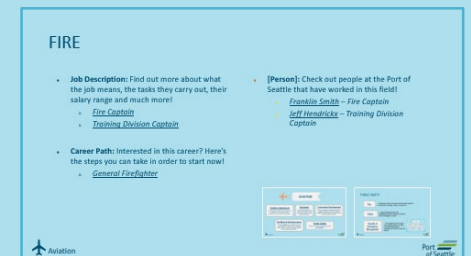 FIRE
Job Description: Find out more about what
the job means, the tasks they carry out, their
salary range and much more!
Fire Captain
Training Division Captain
Career Path: Interested in this career? Here's
the steps you can take in order to start now!
General Firefighter
[Person]: Check out people at the Port of
Seattle that have worked in this field!
Franklin Smith – Fire Captain
Jeff Hendricks – Training Division
Captain
Aviation
Port
of Seattle